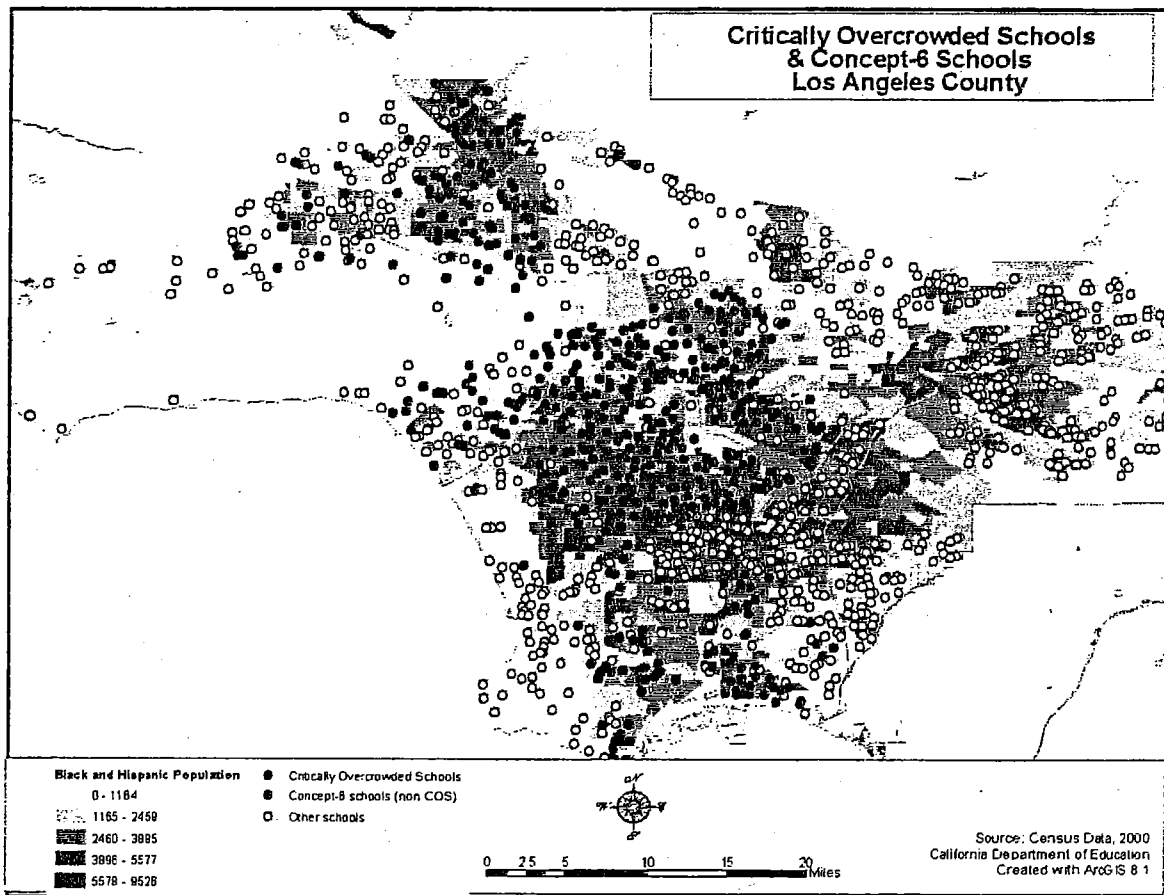 Critically Overcrowded Schools
& Concept-6 Schools
Los Angeles County
Black and Hispanic Population
0 - 1164
1165 - 2459
2460 - 3885
3896 - 5577
5578 - 9526
Critically Overcrowded Schools
Concept-6 schools (non COS)
Other schools
N
0 2.5 5 10 15 20
Miles
Source: Census Data, 2000
California Department of Education
Created with ArcGIS 8.1